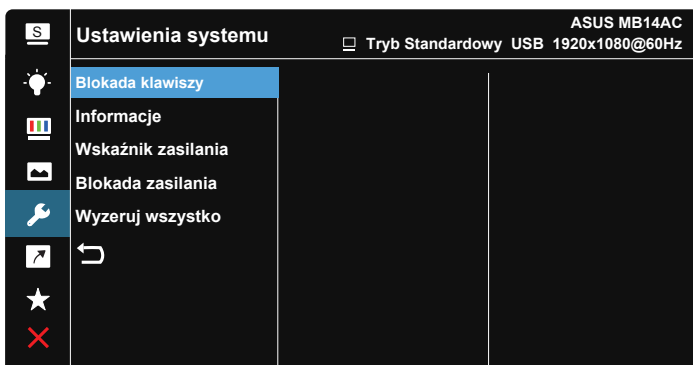 S
Ustawienia systemu
ASUS MB14AC
Tryb Standardowy USB 1920x1080@60Hz
Blokada klawiszy
Informacje
Wskaźnik zasilania
Blokada zasilania
Wyzeruj wszystko